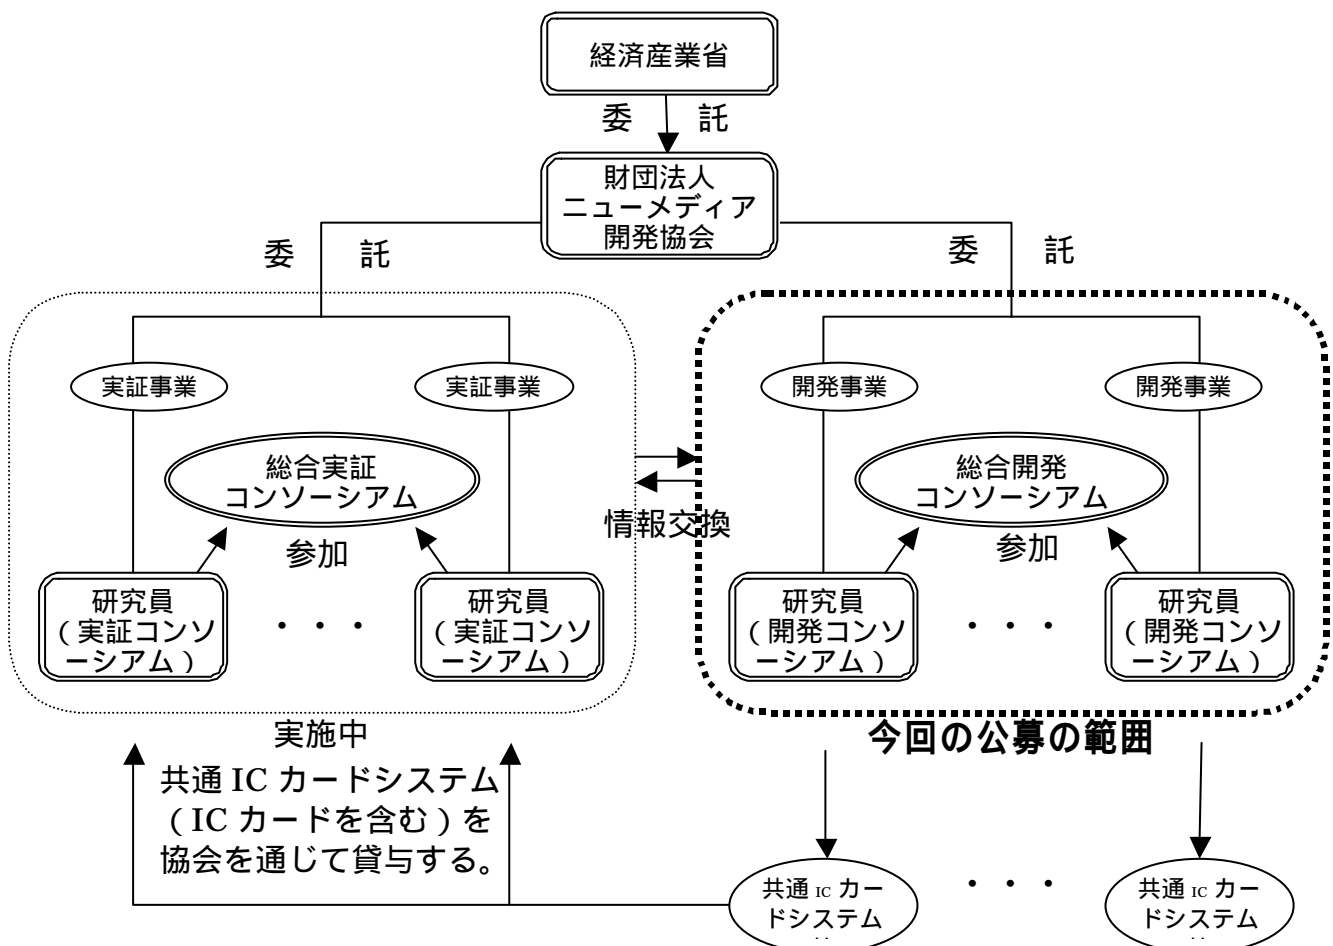 経済産業省
委 託
財団法人
ニューメディア
開発協会
委 託
委 託
実証事業
実証事業
開発事業
開発事業
総合実証
コンソーシアム
総合開発
コンソーシアム
情報交換
参加
参加
研究員
(実証コンソ
ーシアム)
・・・
研究員
(実証コンソ
ーシアム)
研究員
(開発コンソ
ーシアム)
・・・
研究員
(開発コンソ
ーシアム)
実施中
今回の公募の範囲
共通 IC カードシステム
(IC カードを含む)を
協会を通じて貸与する。
共通 IC カー
ドシステム
・・・
共通 IC カー
ドシステム